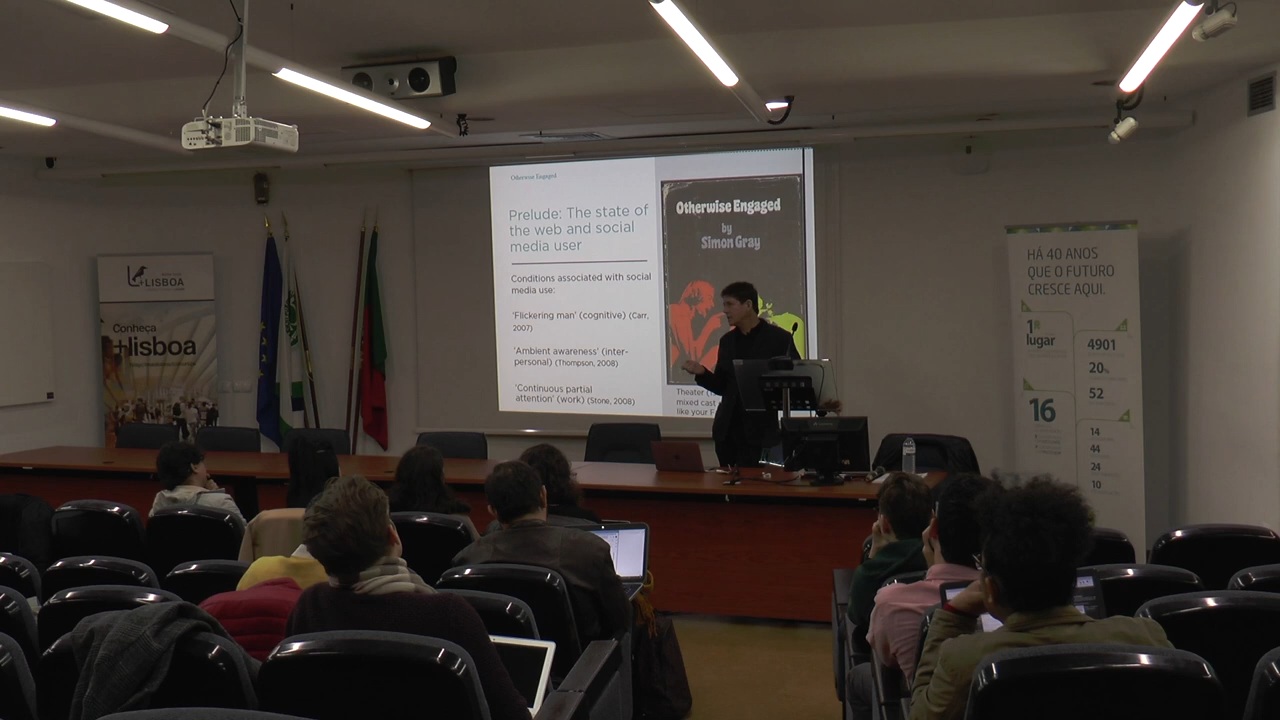 Otherwise Engaged
Prelude: The state of
the web and social
media user
Conditions associated with social
media use:
'Flickering man' (cognitive) (Carr,
2007)
'Ambient awareness' (inter-
personal) (Thompson, 2008)
'Continuous partial
attention' (work) (Stone, 2008)
Otherwise Engaged
by
Simon Gray
Theater (
mixed cast
like your F
+LISBOA
Conheça
+lisboa
HÁ 40 ANOS
QUE O FUTURO
CRESCE AQUI.
1º
lugar
16
4901
20%
52
14
44
24
10